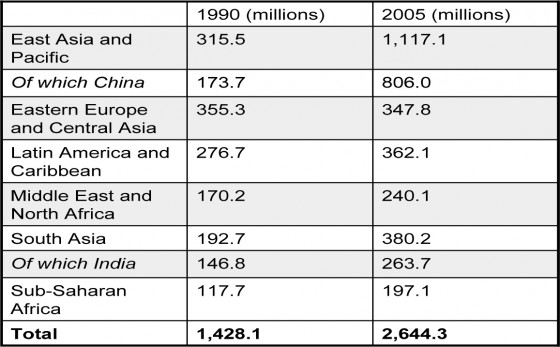 1990 (millions) 2005 (millions)
East Asia and
Pacific 315.5 1,117.1
Of which China 173.7 806.0
Eastern Europe
and Central Asia 355.3 347.8
Latin America and
Caribbean 276.7 362.1
Middle East and
North Africa 170.2 240.1
South Asia 192.7 380.2
Of which India 146.8 263.7
Sub-Saharan
Africa 117.7 197.1
Total 1,428.1 2,644.3